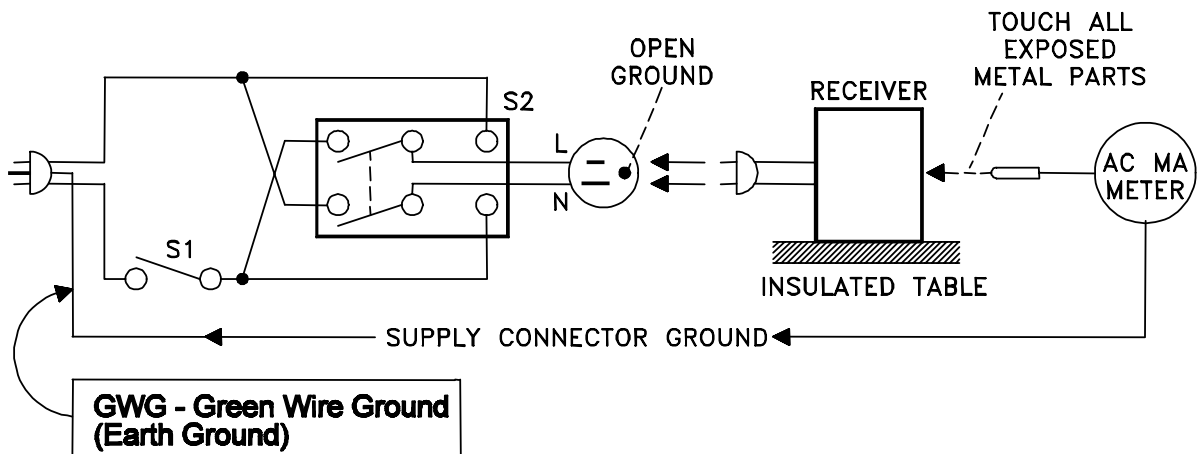 TOUCH ALL
EXPOSED
METAL PARTS
OPEN
GROUND
RECEIVER
S2
L
N
AC MA
METER
S1
INSULATED TABLE
SUPPLY CONNECTOR GROUND
GWG - Green Wire Ground
(Earth Ground)